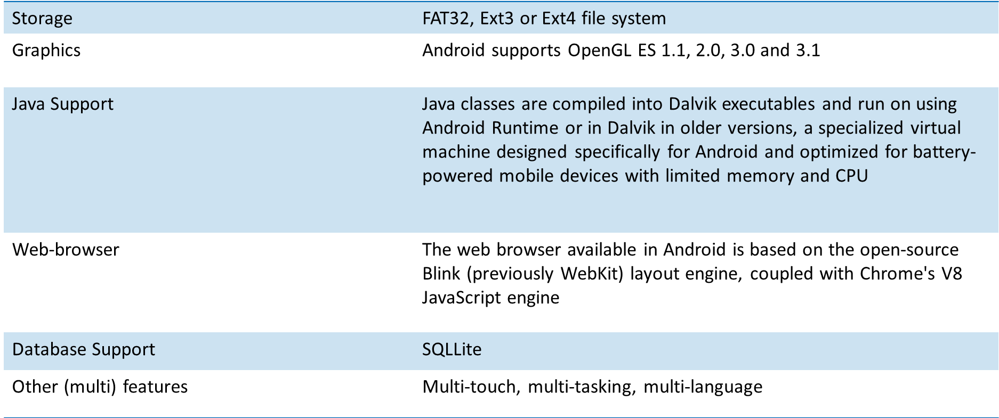 Storage
FAT32, Ext3 or Ext4 file system
Graphics
Android supports OpenGL ES 1.1, 2.0, 3.0 and 3.1
Java Support
Java classes are compiled into Dalvik executables and run on using
Android Runtime or in Dalvik in older versions, a specialized virtual
machine designed specifically for Android and optimized for battery-
powered mobile devices with limited memory and CPU
Web-browser
The web browser available in Android is based on the open-source
Blink (previously WebKit) layout engine, coupled with Chrome's V8
JavaScript engine
Database Support
SQLLite
Other (multi) features
Multi-touch, multi-tasking, multi-language